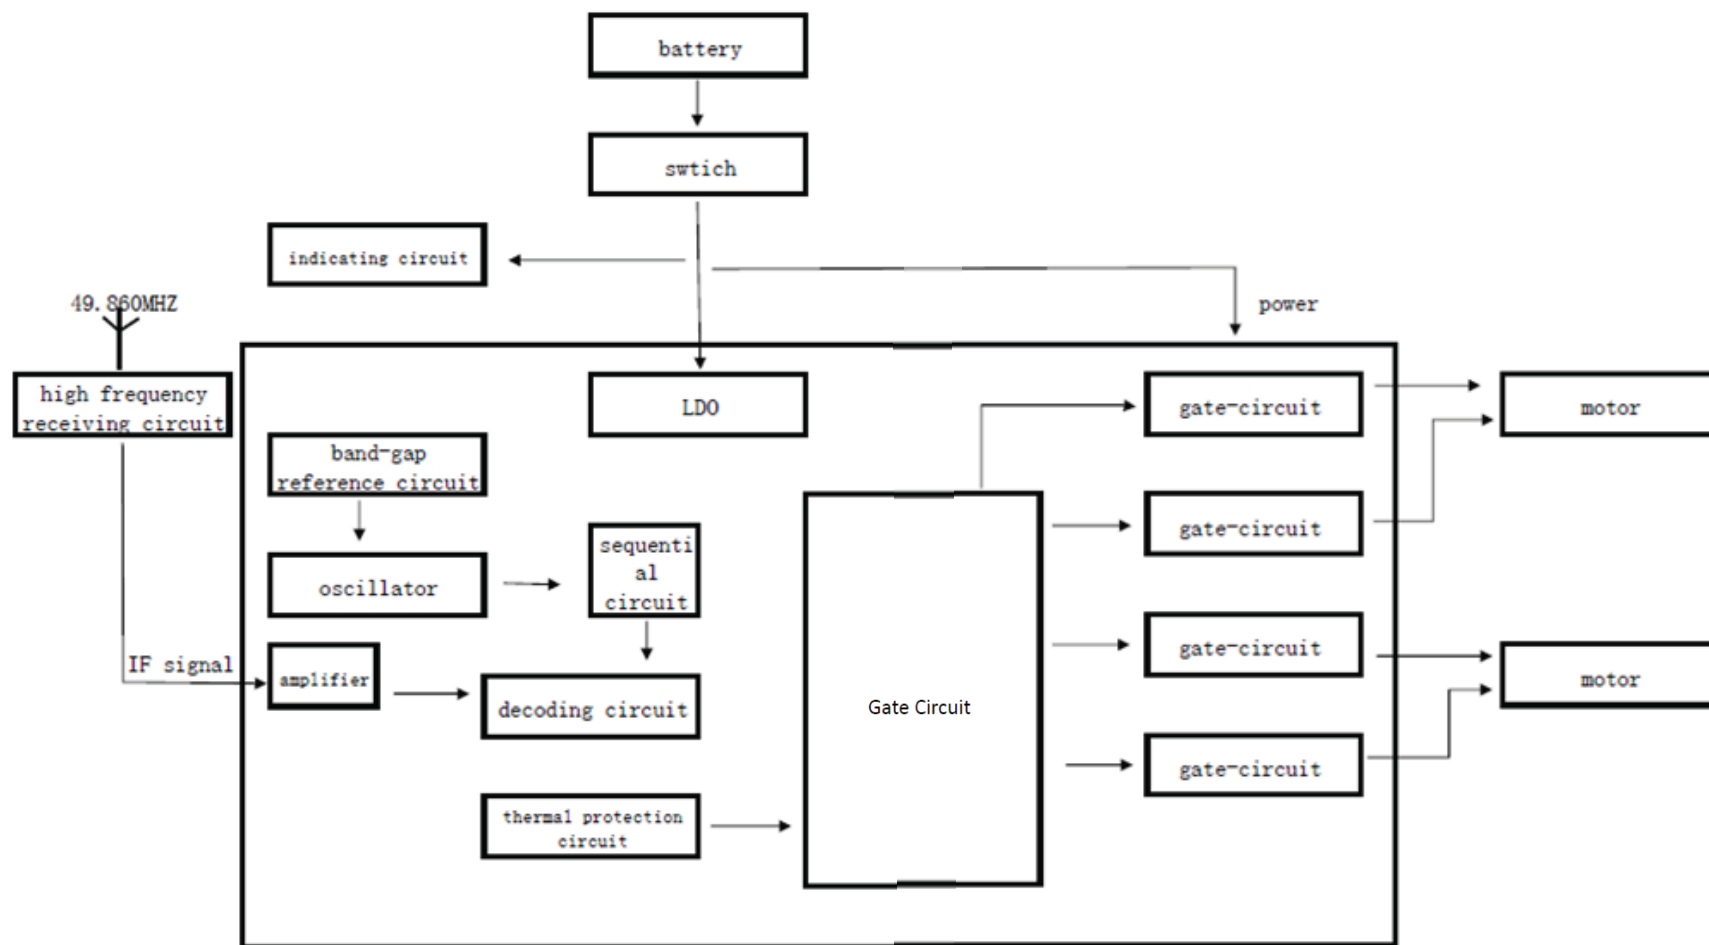 battery
swtich
indicating circuit
49.860MHZ
power
high frequency
receiving circuit
LDO
gate-circuit
motor
band-gap
reference circuit
gate-circuit
sequenti
al
circuit
oscillator
IF signal
amplifier
gate-circuit
motor
decoding circuit
Gate Circuit
gate-circuit
thermal protection
circuit